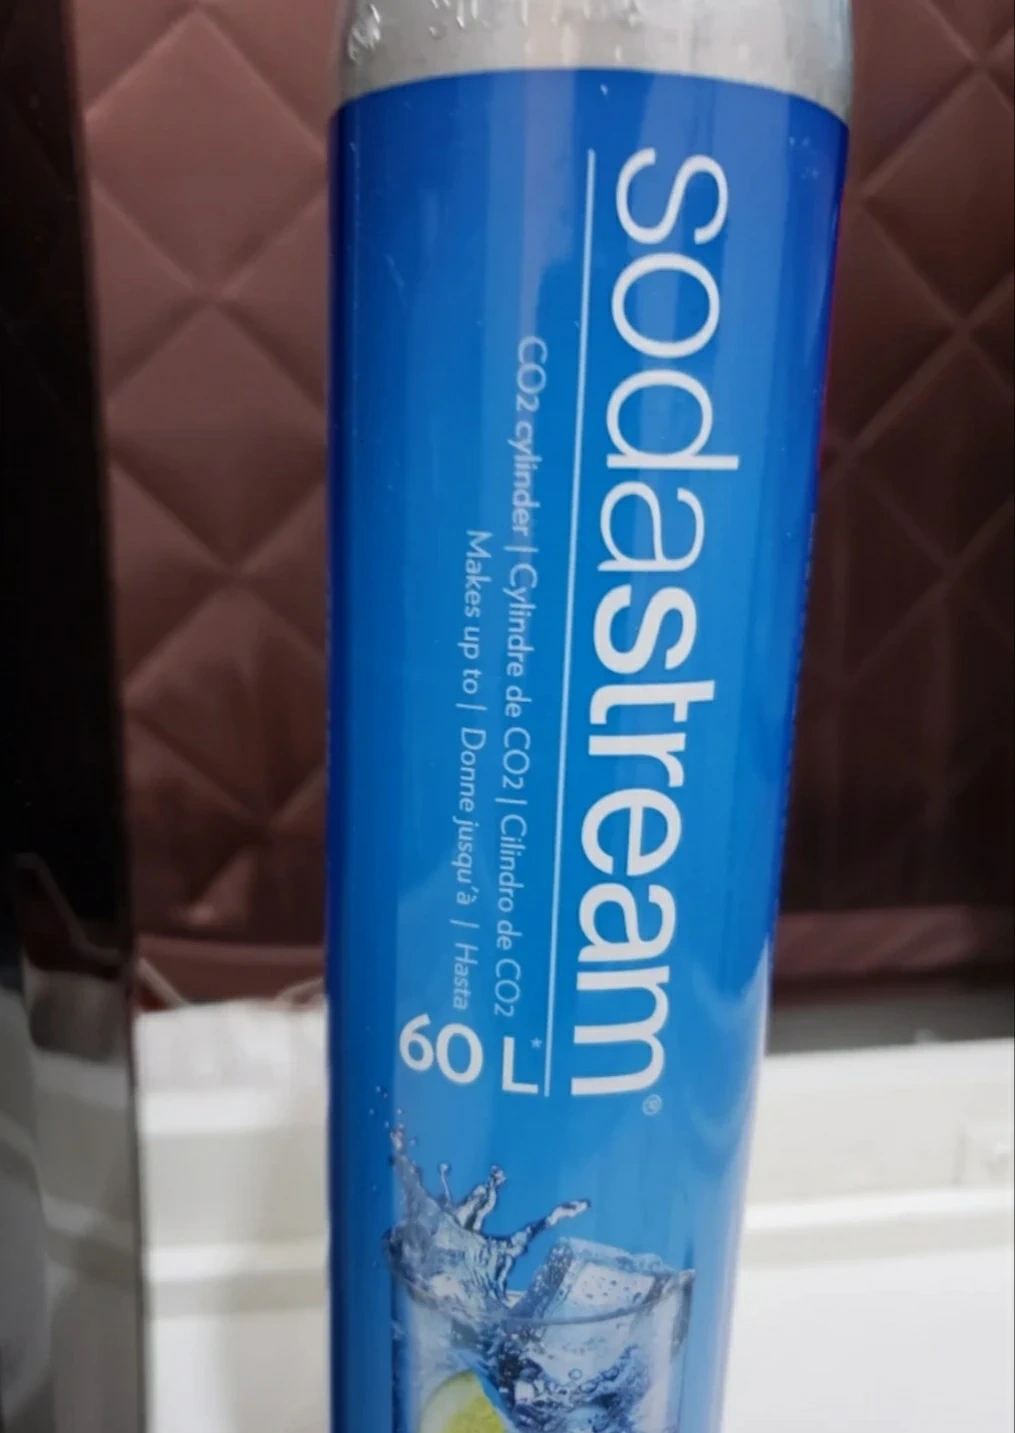 sodastream®
CO2 cylinder | Cylindre de CO2 | Cilindro de CO2
Makes up to | Donne jusqu'à | Hasta
60 L*